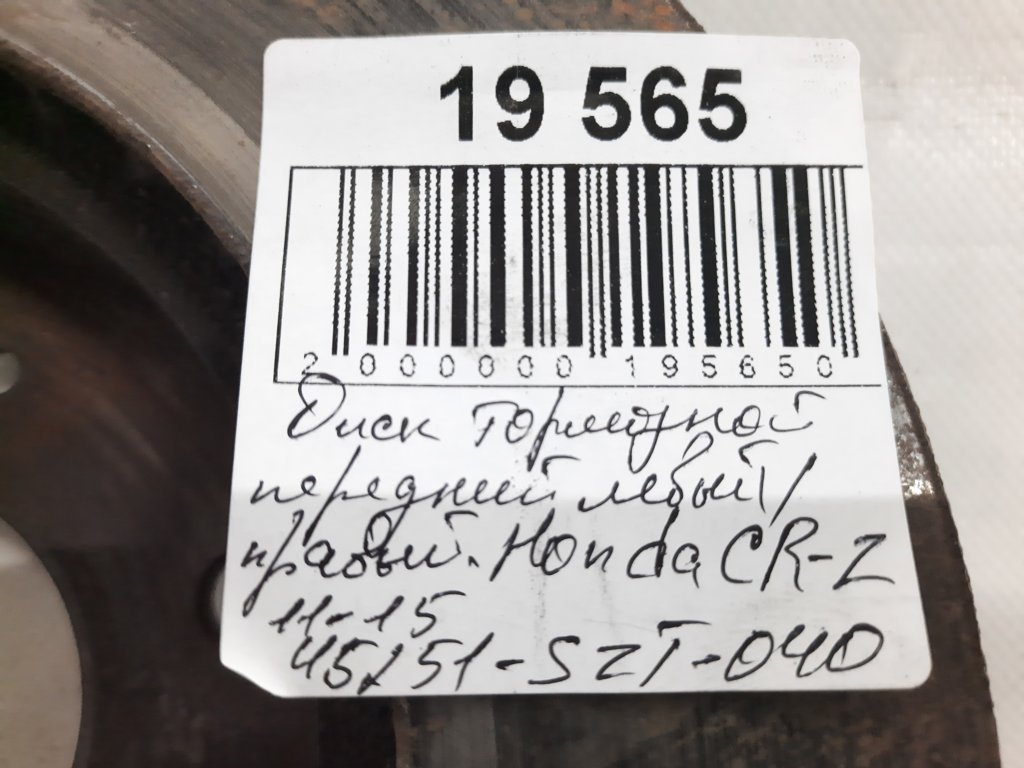 19 565
2 000000 195650
Диск тормозной
передний левый/
правый. Honda CR-Z
11-15
45251-SZT-040